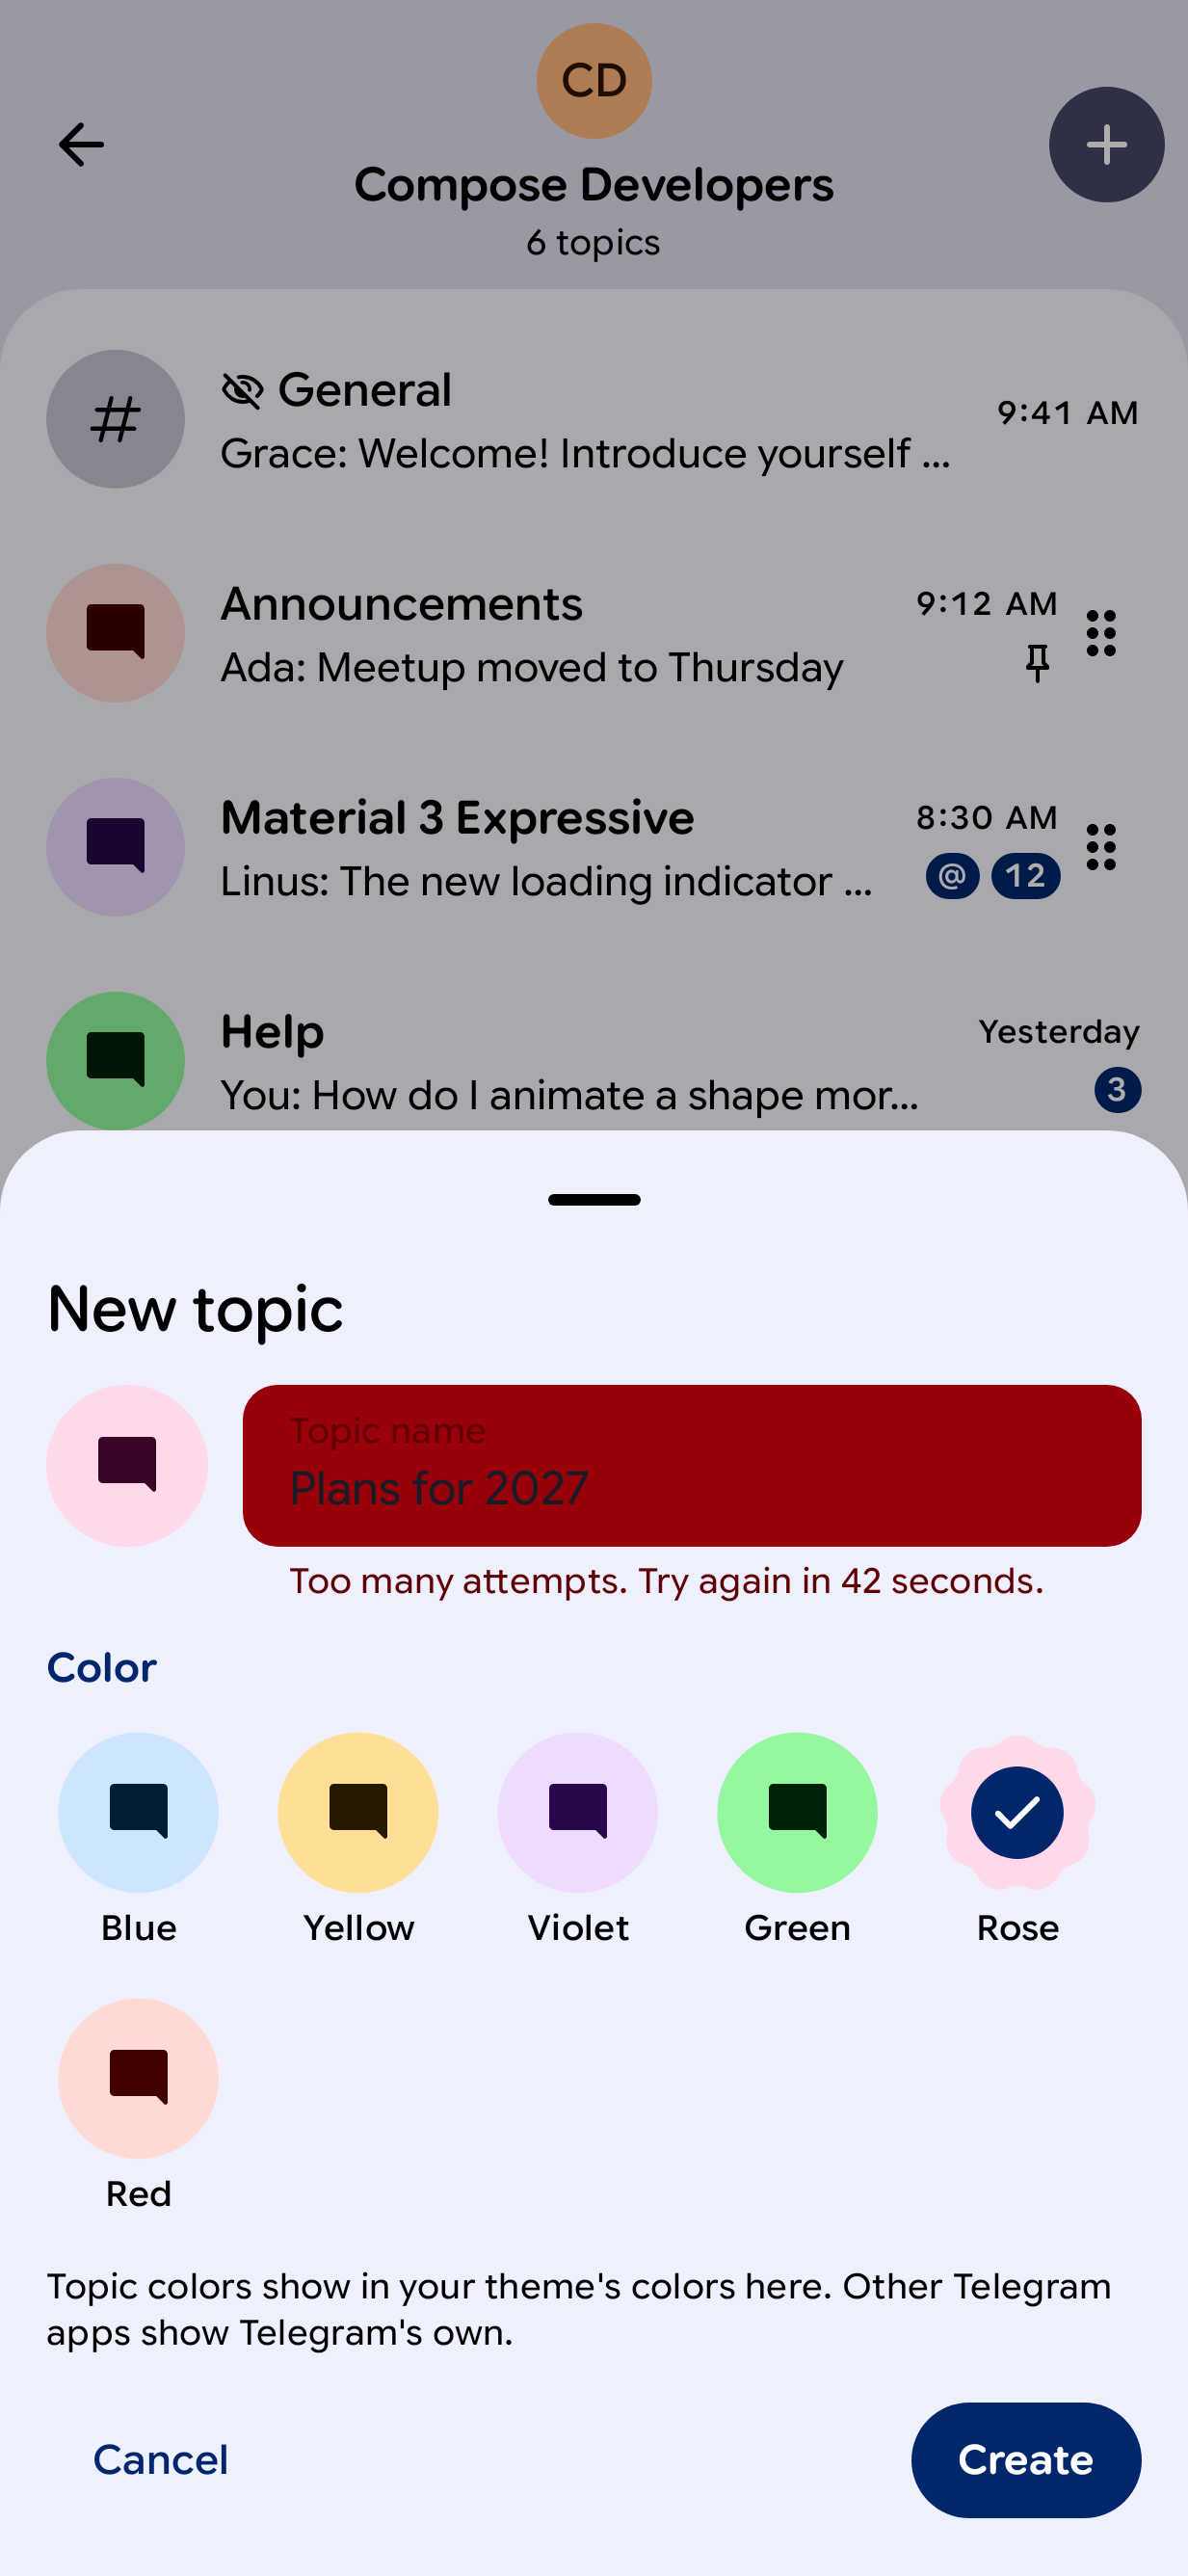 CD
Compose Developers
6 topics
General
9:41 AM
Grace: Welcome! Introduce yourself ...
Announcements
9:12 AM
Ada: Meetup moved to Thursday
Material 3 Expressive
8:30 AM
Linus: The new loading indicator ...
@ 12
Help
Yesterday
You: How do I animate a shape mor...
3
New topic
Topic name
Plans for 2027
Too many attempts. Try again in 42 seconds.
Color
Blue
Yellow
Violet
Green
Rose
Red
Topic colors show in your theme's colors here. Other Telegram
apps show Telegram's own.
Cancel
Create